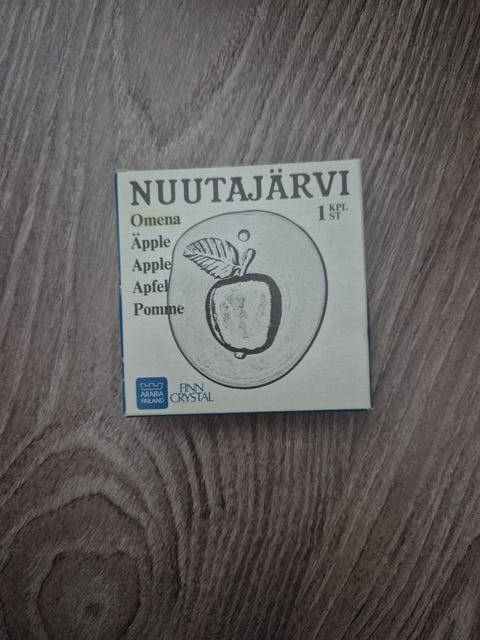 NUUTAJÄRVI
Omena
1 KPL
ST
Äpple
Apple
Apfel
Pomme
ARABIA
FINLAND
FINN
CRYSTAL